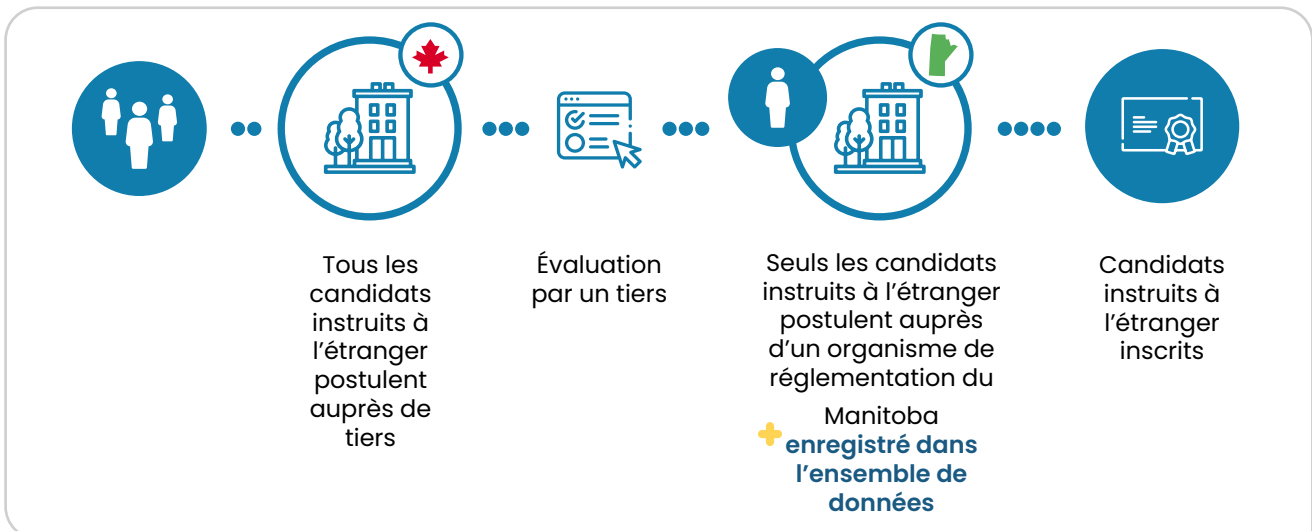 Tous les
candidats
instruits à
l'étranger
postulent
auprès de
tiers
Évaluation
par un tiers
Seuls les candidats
instruits à l'étranger
postulent auprès
d'un organisme de
réglementation du
Manitoba
enregistré dans
l'ensemble de
données
Candidats
instruits à
l'étranger
inscrits